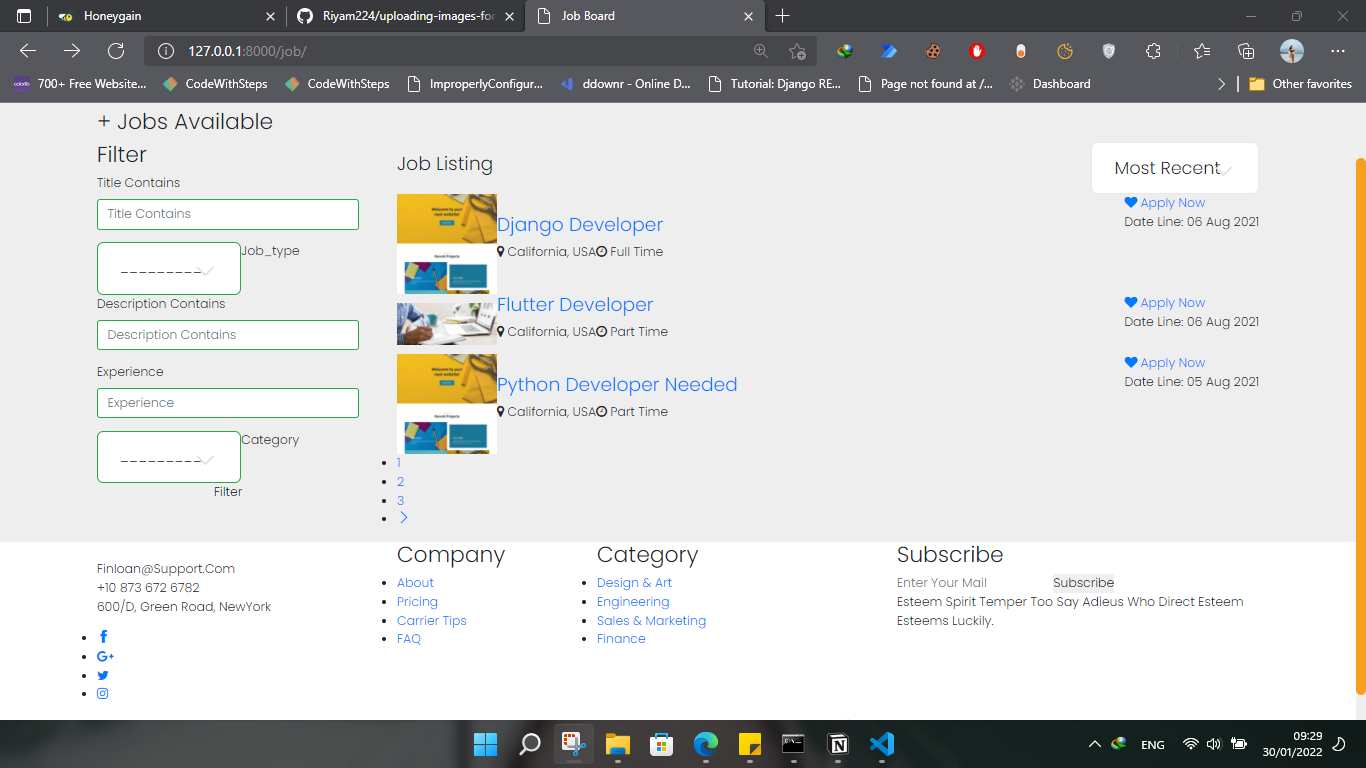 Honeygain
Riyam224/uploading-images-for
Job Board
127.0.0.1:8000/job/
700+ Free Website...
CodeWithSteps
CodeWithSteps
ImproperlyConfigur...
ddownr - Online D...
Tutorial: Django RE...
Page not found at /...
Dashboard
Other favorites
+ Jobs Available
Filter
Title Contains
Title Contains
---------
Job_type
Description Contains
Description Contains
Experience
Experience
---------
Category
Filter
Job Listing
Most Recent
Django Developer
California, USA Full Time
Apply Now
Date Line: 06 Aug 2021
Flutter Developer
California, USA Part Time
Apply Now
Date Line: 06 Aug 2021
Python Developer Needed
California, USA Part Time
Apply Now
Date Line: 05 Aug 2021
1
2
3
Finloan@Support.Com
+10 873 672 6782
600/D, Green Road, NewYork
Company
About
Pricing
Carrier Tips
FAQ
Category
Design & Art
Engineering
Sales & Marketing
Finance
Subscribe
Enter Your Mail
Subscribe
Esteem Spirit Temper Too Say Adieus Who Direct Esteem
Esteems Luckily.
ENG
09:29
30/01/2022